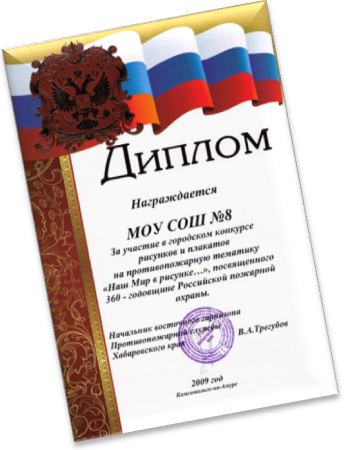 Диплом
Награждается
МОУ СОШ №8
За участие в городском конкурсе
рисунков и плакатов
на противопожарную тематику
«Наш Мир в рисунке…», посвященного
360 - годовщине Российской пожарной
охраны.
Начальник восточного гарнизона
Противопожарной службы
Хабаровского края
В.А.Трегубов
2009 год
Комсомольск-на-Амуре